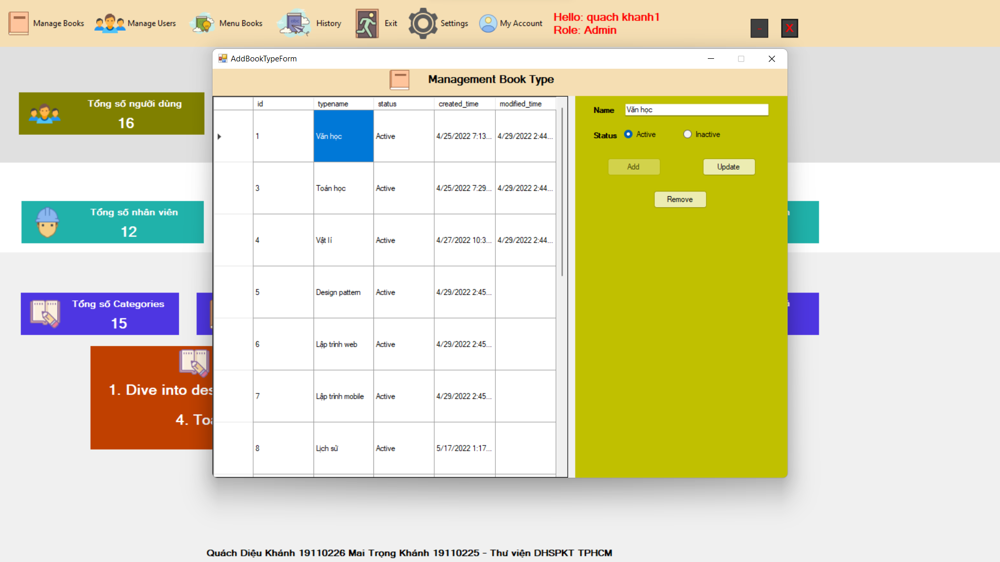 Manage Books
Manage Users
Menu Books
History
Exit
Settings
My Account
Hello: quach khanh1
Role: Admin
-
X
AddBookTypeForm
Management Book Type
Tổng số người dùng
16
Tổng số nhân viên
12
Tổng số Categories
15
1. Dive into des
4. Toá
id typename status created_time modified_time
1 Văn học Active 4/25/2022 7:13... 4/29/2022 2:44...
3 Toán học Active 4/25/2022 7:29... 4/29/2022 2:44...
4 Vật lí Active 4/27/2022 10:3... 4/29/2022 2:44...
5 Design pattern Active 4/29/2022 2:45...
6 Lập trình web Active 4/29/2022 2:45...
7 Lập trình mobile Active 4/29/2022 2:45...
8 Lịch sử Active 5/17/2022 1:17...
Name Văn học
Status Active Inactive
Add Update
Remove
Quách Diệu Khánh 19110226 Mai Trọng Khánh 19110225 - Thư viện DHSPKT TPHCM